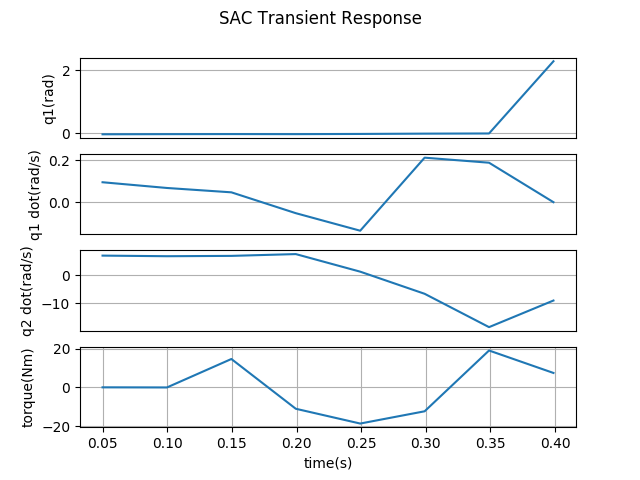 SAC Transient Response
q1(rad)
2
0
q1 dot(rad/s)
0.2
0.0
q2 dot(rad/s)
0
−10
torque(Nm)
20
0
−20
0.05 0.10 0.15 0.20 0.25 0.30 0.35 0.40
time(s)